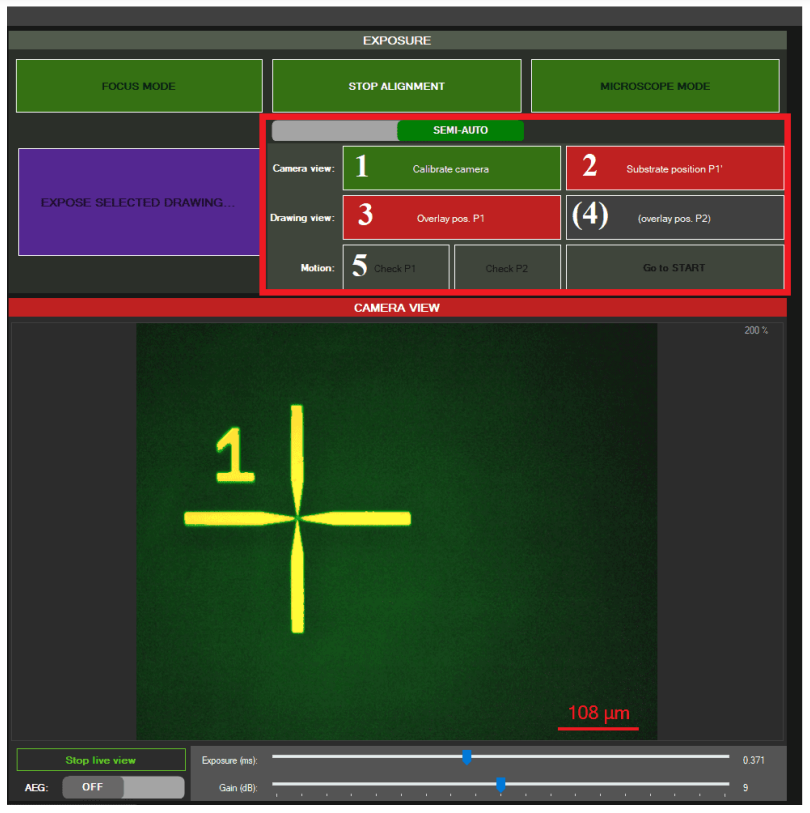 EXPOSURE
FOCUS MODE
STOP ALIGNMENT
MICROSCOPE MODE
SEMI-AUTO
Camera view:
1 Calibrate camera
2 Substrate position P1'
EXPOSE SELECTED DRAWING...
Drawing view:
3 Overlay pos. P1
(4) (overlay pos. P2)
Motion:
5 Check P1
Check P2
Go to START
CAMERA VIEW
200 %
1
108 µm
Stop live view
Exposure (ms):
0.371
AEG:
OFF
Gain (dB):
9